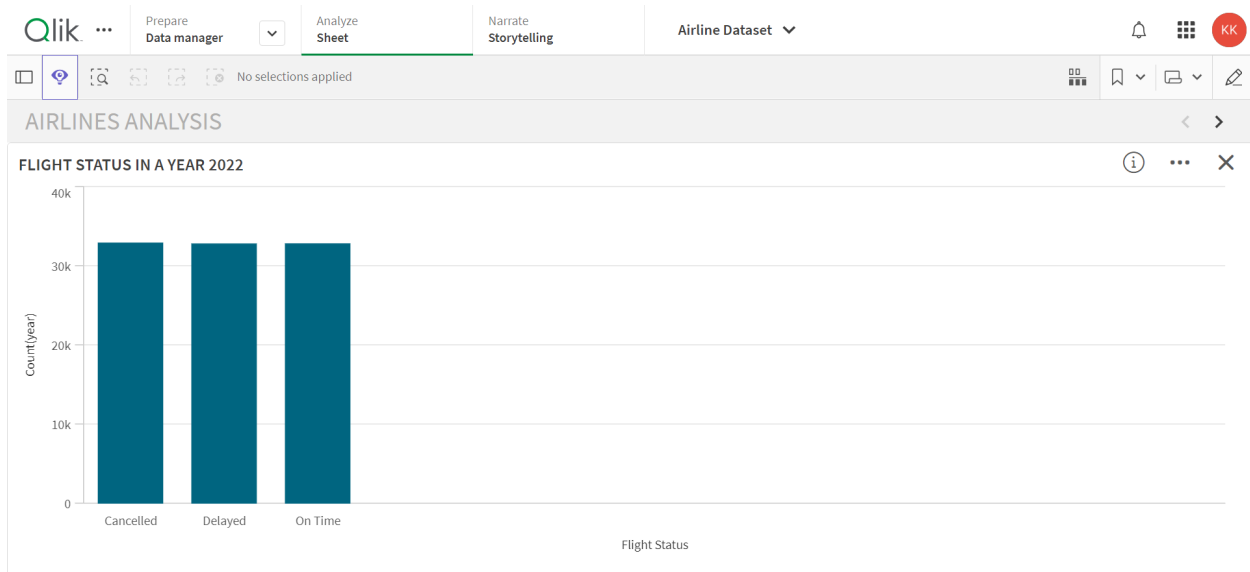 Qlik
Prepare
Data manager
Analyze
Sheet
Narrate
Storytelling
Airline Dataset
KK
No selections applied
AIRLINES ANALYSIS
FLIGHT STATUS IN A YEAR 2022
40k
30k
20k
10k
0
Count(year)
Cancelled Delayed On Time
Flight Status